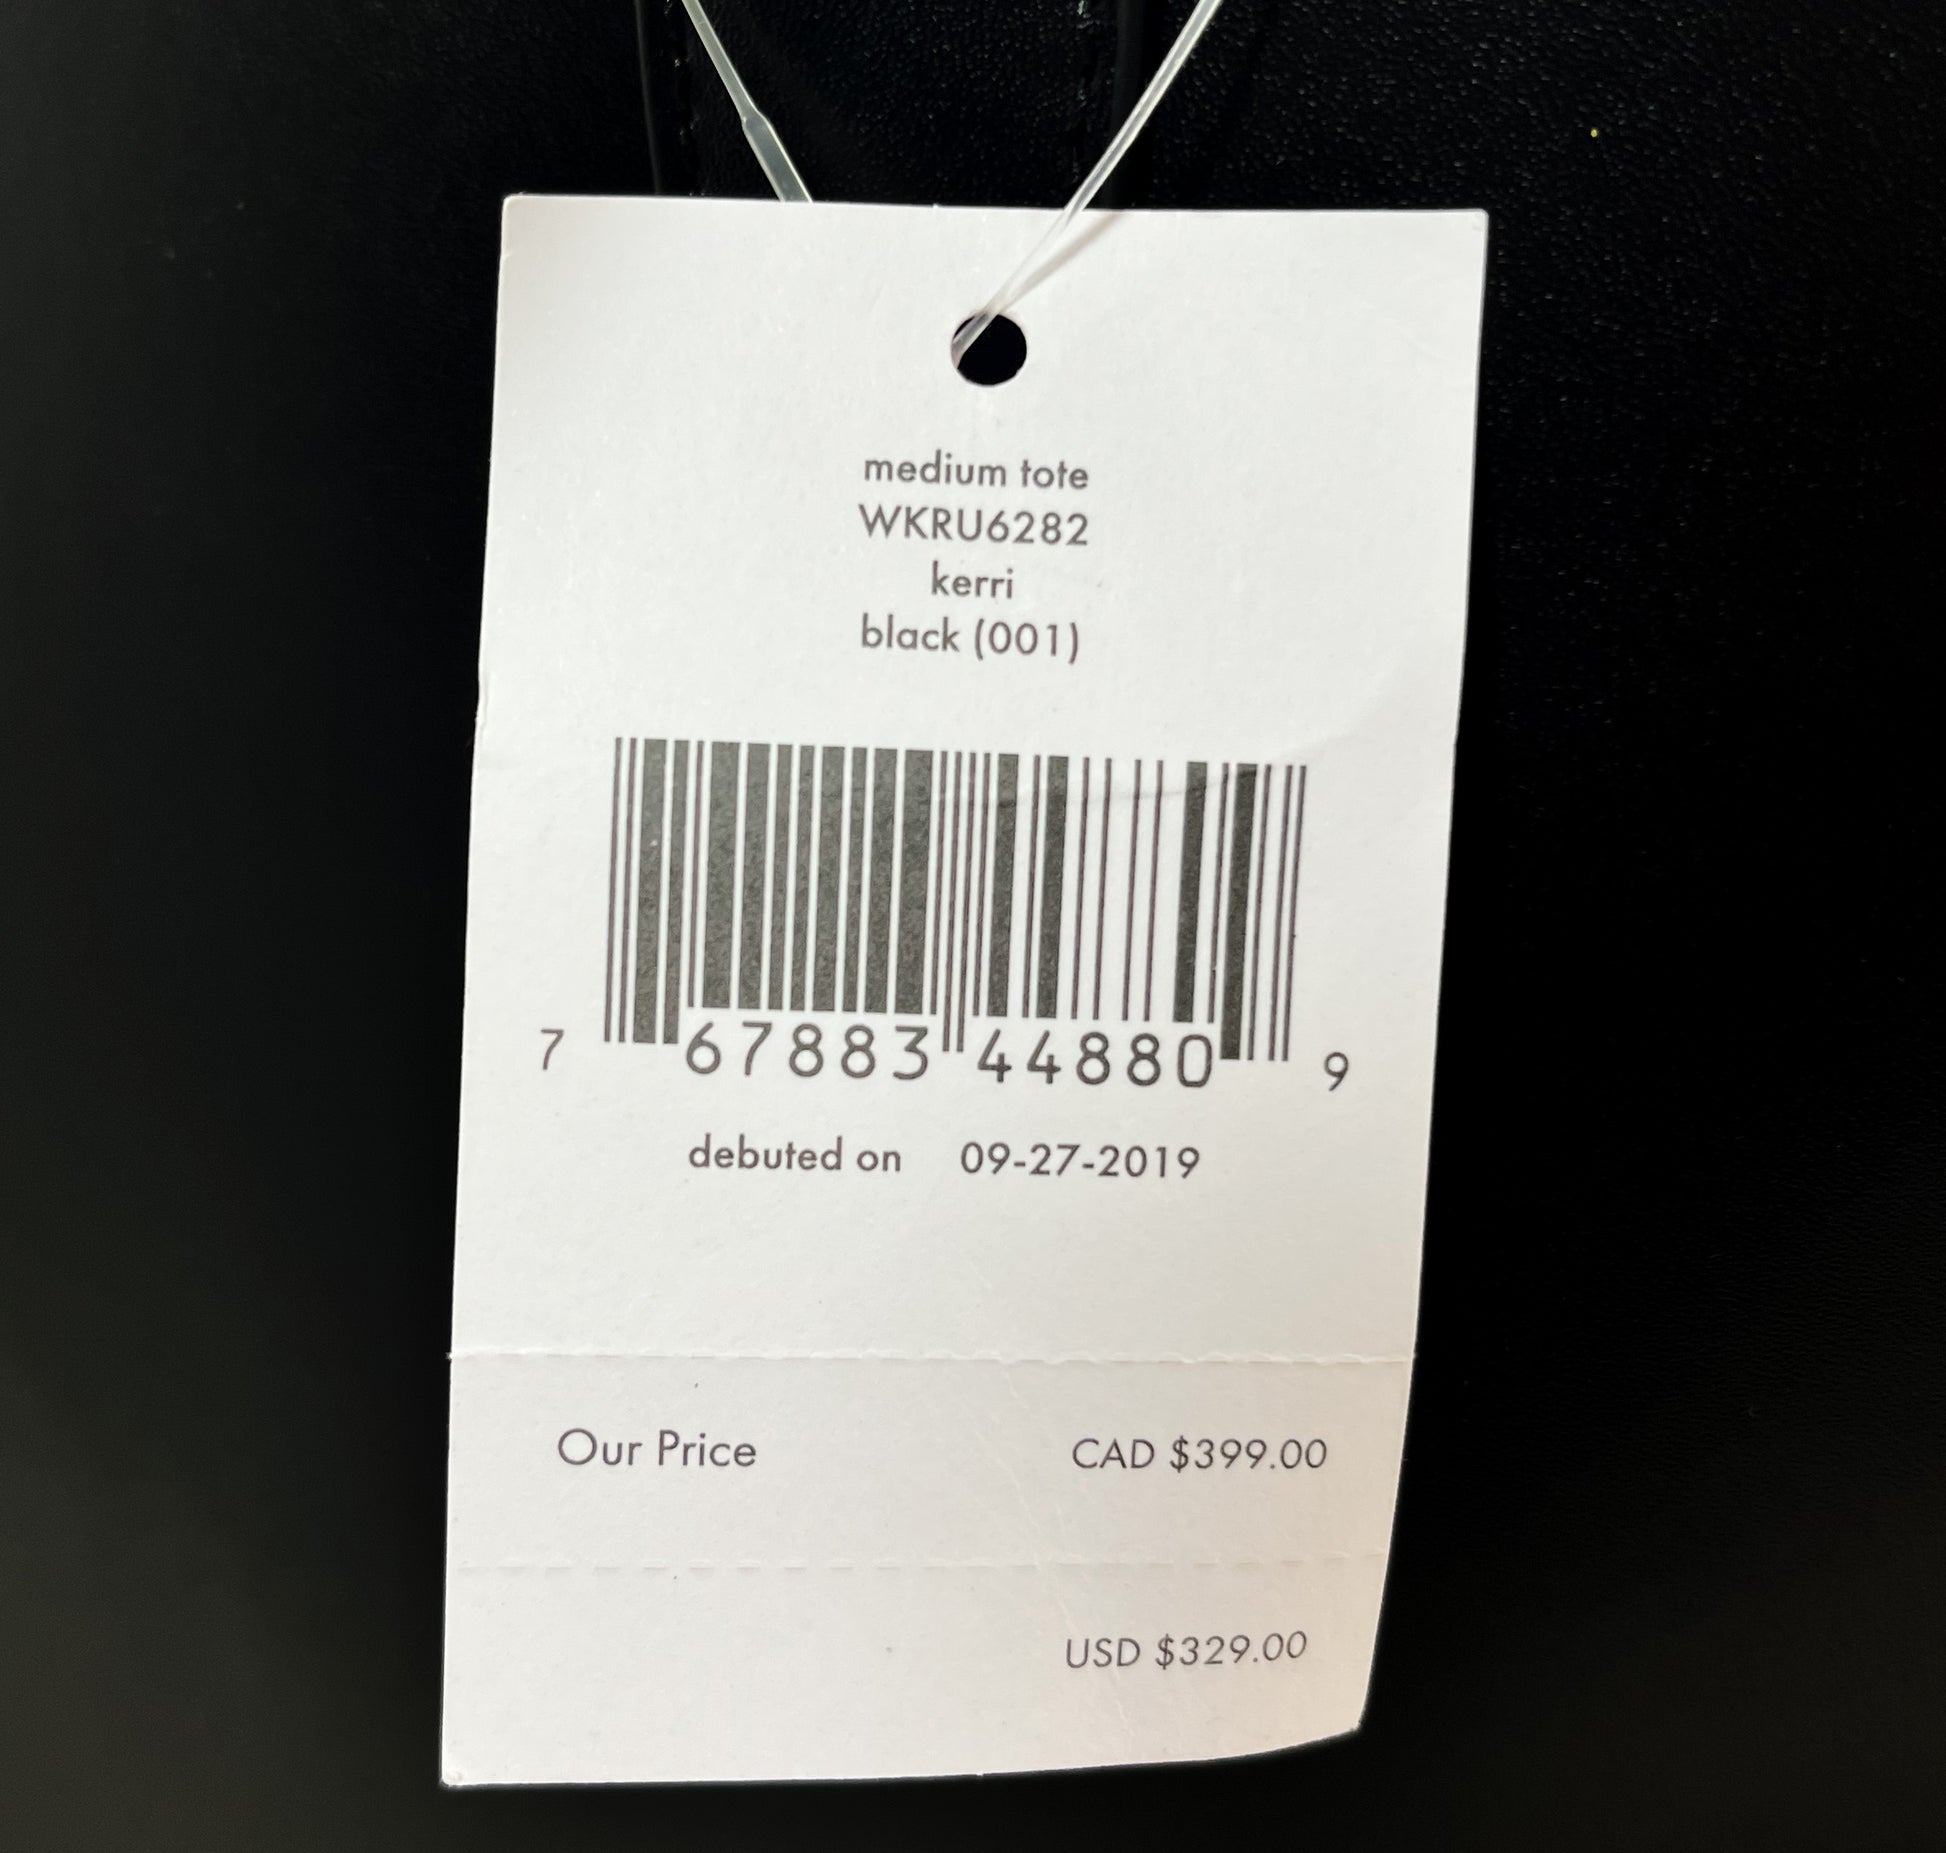 medium tote
WKRU6282
kerri
black (001)
7 67883 44880 9
debuted on 09-27-2019
Our Price CAD $399.00
USD $329.00